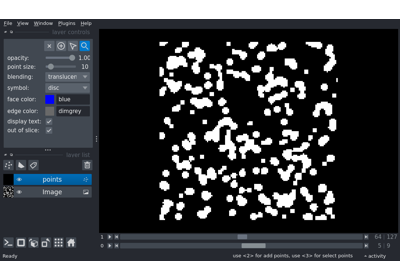 File View Window Plugins Help
layer controls
opacity: 1.00
point size: 10
blending: translucen
symbol: disc
face color: blue
edge color: dimgrey
display text:
out of slice:
layer list
points
Image
1 64 127
0 5 9
Ready use <2> for add points, use <3> for select points activity